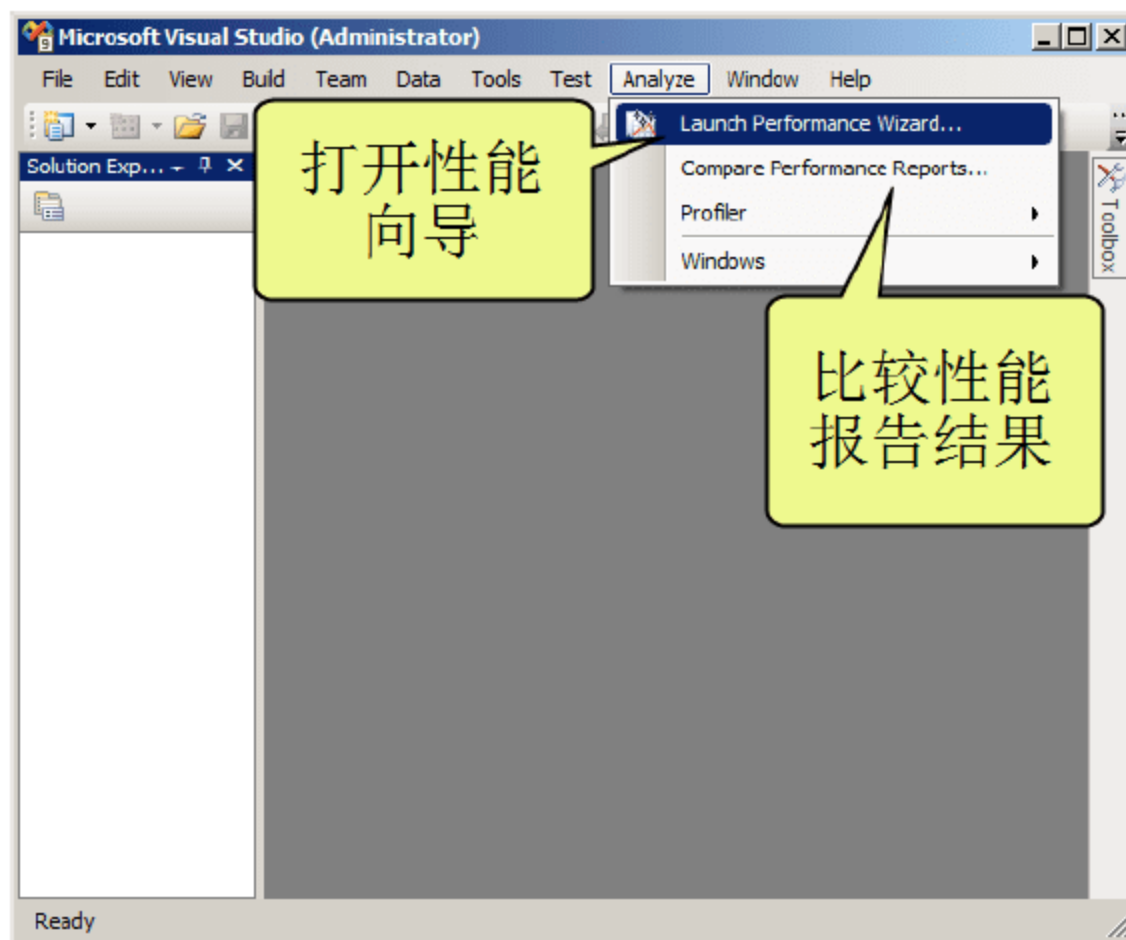 Microsoft Visual Studio (Administrator)
File Edit View Build Team Data Tools Test Analyze Window Help
Launch Performance Wizard...
Compare Performance Reports...
Profiler
Windows
Solution Exp...
Toolbox
打开性能
向导
比较性能
报告结果
Ready